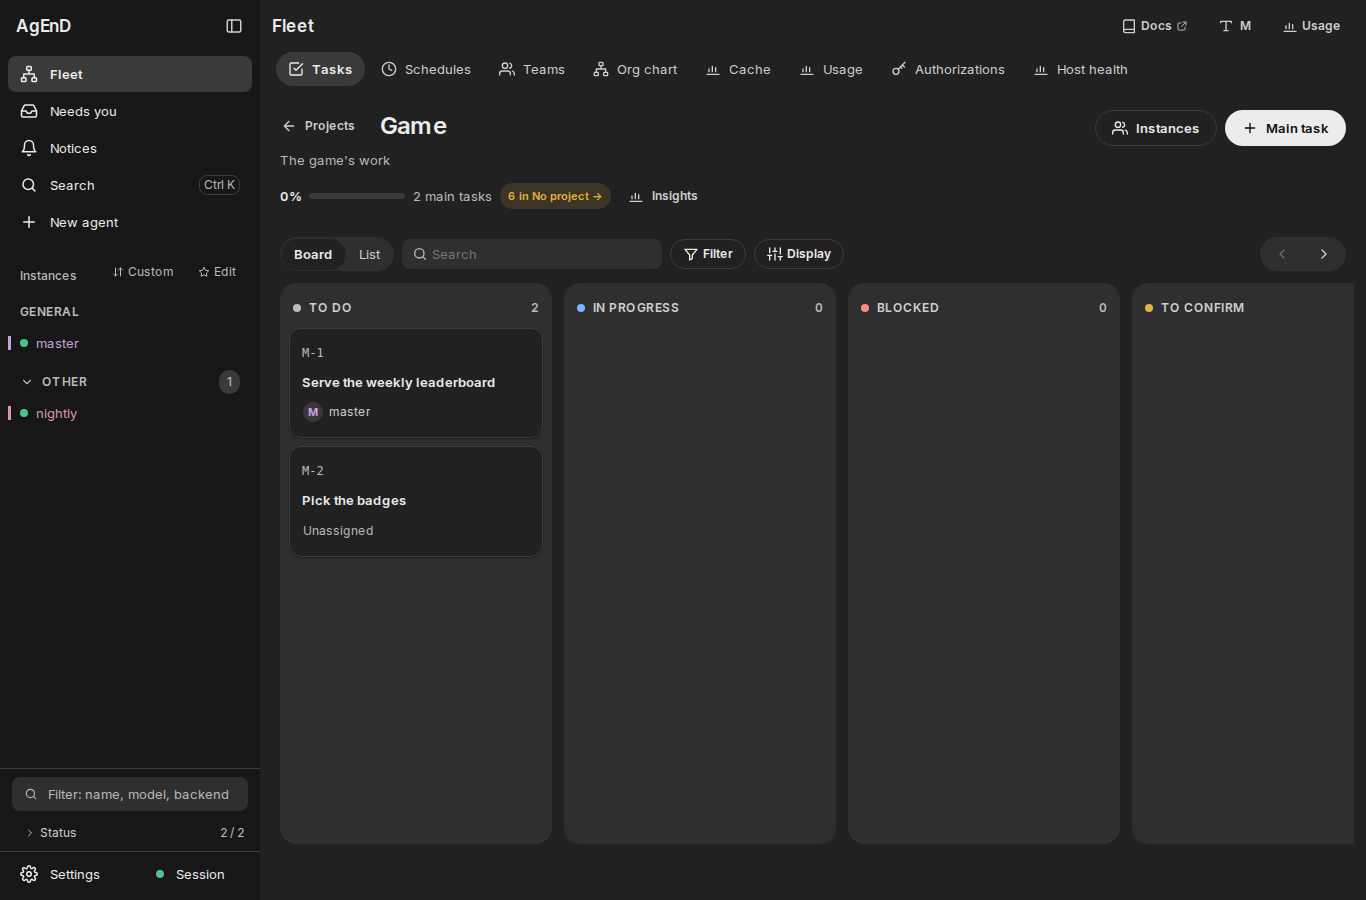 AgEnD
Fleet
Needs you
Notices
Search Ctrl K
New agent
Instances Custom Edit
GENERAL
master
OTHER 1
nightly
Filter: name, model, backend
Status 2 / 2
Settings Session
Fleet
Docs M Usage
Tasks Schedules Teams Org chart Cache Usage Authorizations Host health
Projects Game
Instances Main task
The game's work
0% 2 main tasks 6 in No project → Insights
Board List Search Filter Display
TO DO 2
M-1
Serve the weekly leaderboard
M master
M-2
Pick the badges
Unassigned
IN PROGRESS 0
BLOCKED 0
TO CONFIRM